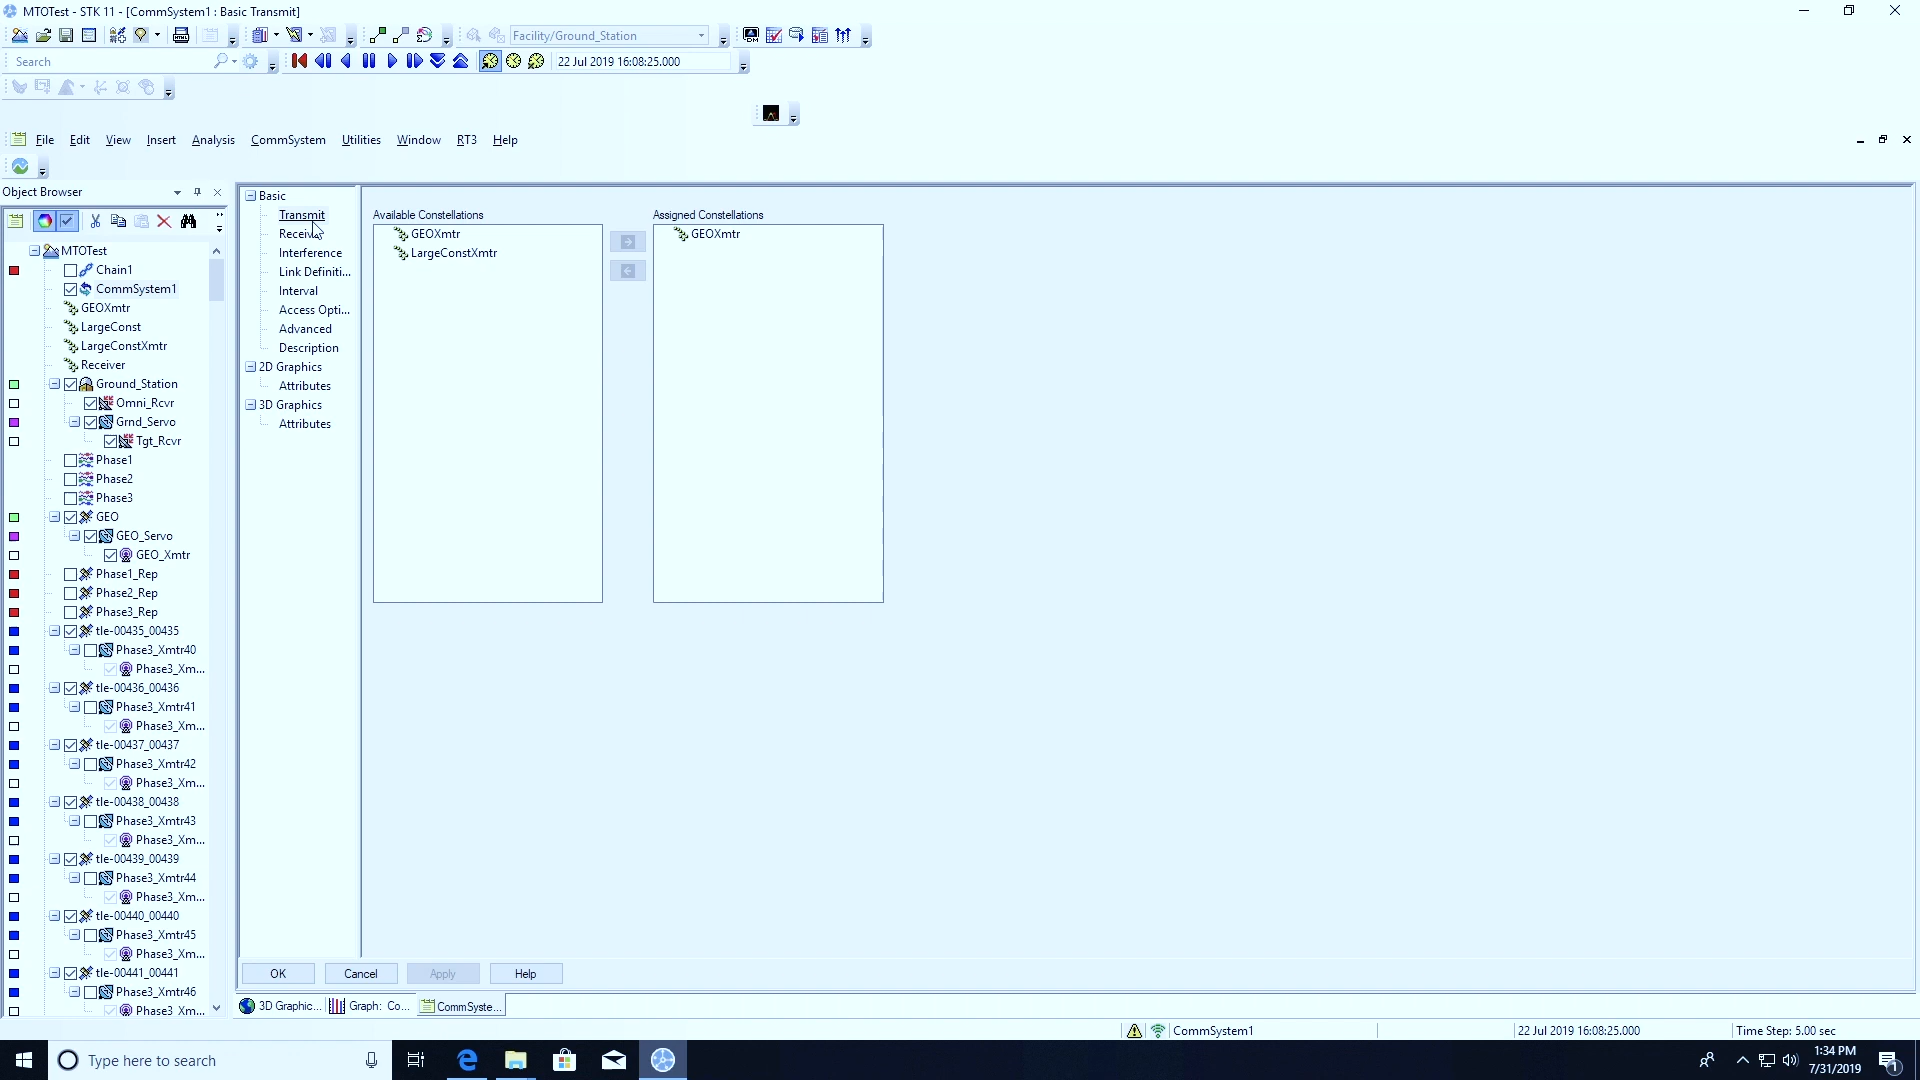 MTOTest - STK 11 - [CommSystem1 : Basic Transmit]
Facility/Ground_Station
Search
22 Jul 2019 16:08:25.000
File Edit View Insert Analysis CommSystem Utilities Window RT3 Help
Object Browser
MTOTest
Chain1
CommSystem1
GEOXmtr
LargeConst
LargeConstXmtr
Receiver
Ground_Station
Omni_Rcvr
Grnd_Servo
Tgt_Rcvr
Phase1
Phase2
Phase3
GEO
GEO_Servo
GEO_Xmtr
Phase1_Rep
Phase2_Rep
Phase3_Rep
tle-00435_00435
Phase3_Xmtr40
Phase3_Xm...
tle-00436_00436
Phase3_Xmtr41
Phase3_Xm...
tle-00437_00437
Phase3_Xmtr42
Phase3_Xm...
tle-00438_00438
Phase3_Xmtr43
Phase3_Xm...
tle-00439_00439
Phase3_Xmtr44
Phase3_Xm...
tle-00440_00440
Phase3_Xmtr45
Phase3_Xm...
tle-00441_00441
Phase3_Xmtr46
Phase3_Xm...
Basic
Transmit
Interference
Link Definiti...
Interval
Access Opti...
Advanced
Description
2D Graphics
Attributes
3D Graphics
Attributes
Available Constellations
GEOXmtr
LargeConstXmtr
Assigned Constellations
GEOXmtr
OK Cancel Apply Help
3D Graphic... Graph: Co... CommSyste...
CommSystem1 22 Jul 2019 16:08:25.000 Time Step: 5.00 sec
Type here to search
1:34 PM
7/31/2019
1